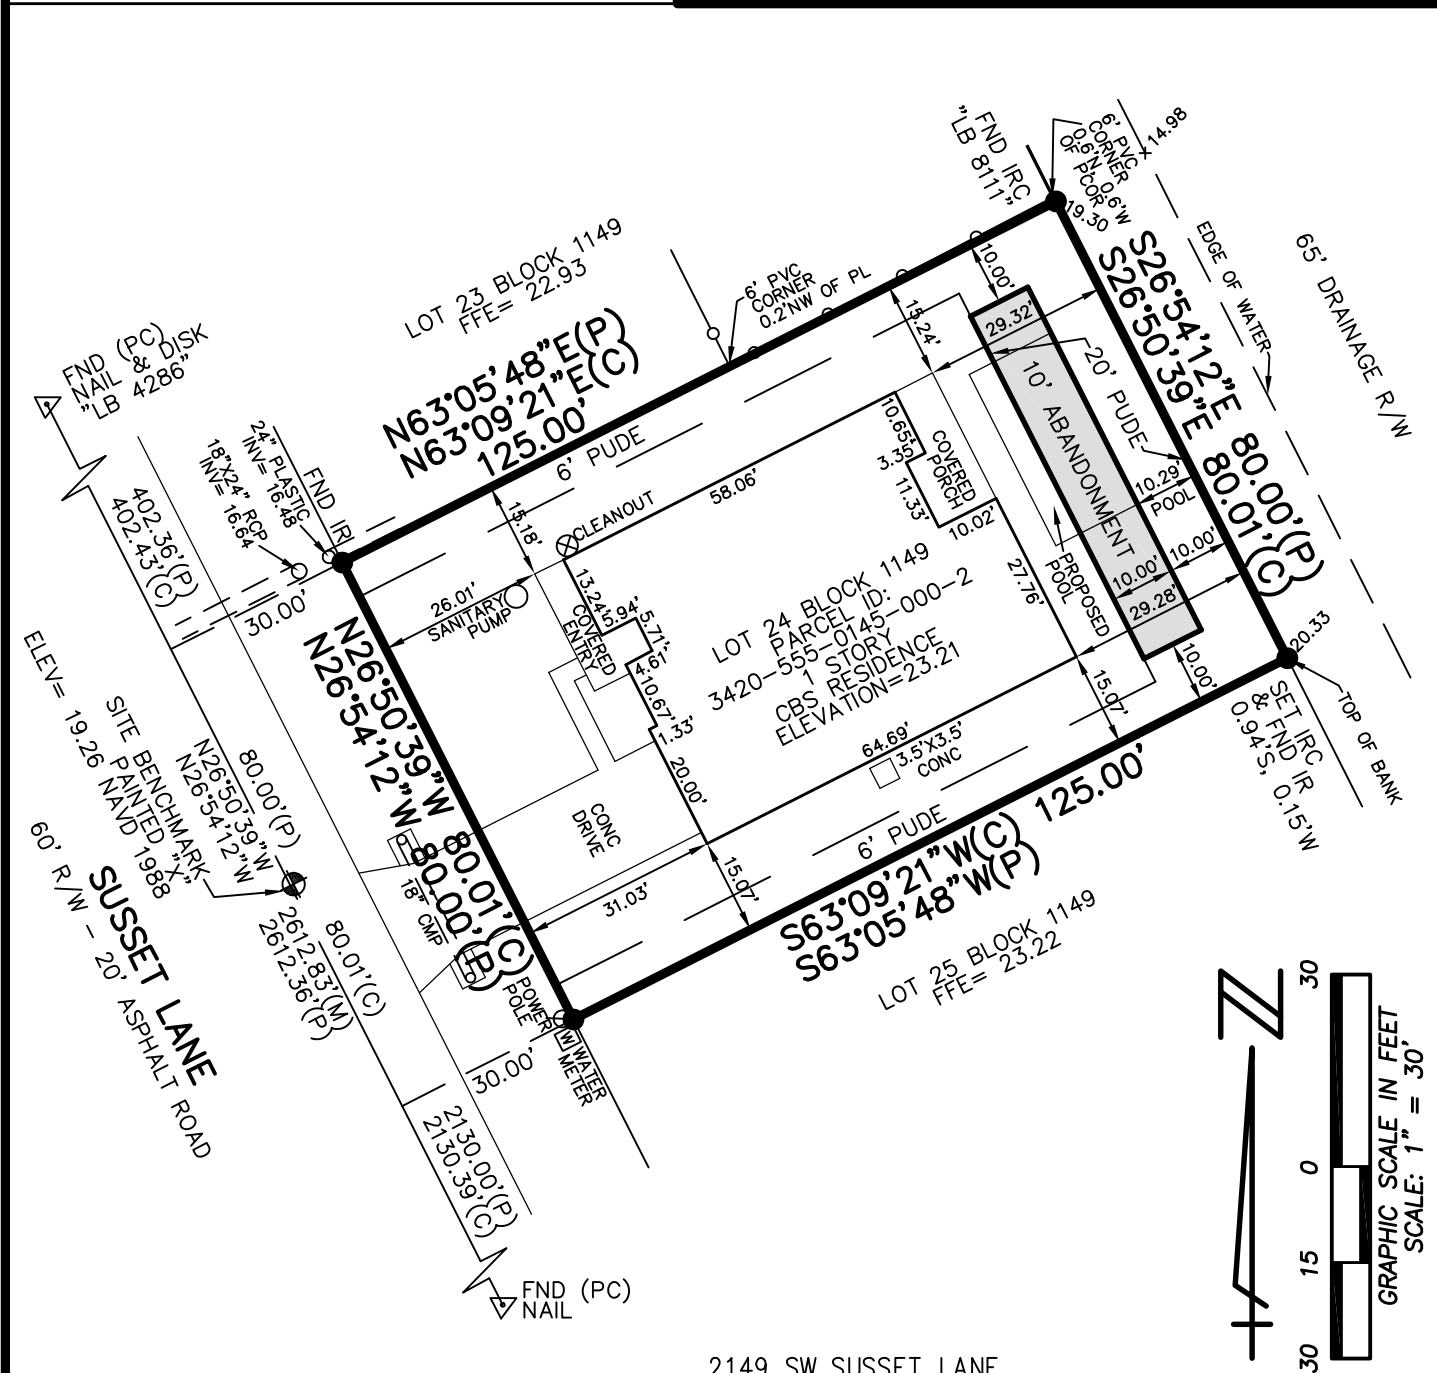 "LB 8111"
FND IRC
6' PVC
CORNER
0.6'N, 0.6'W
OF PCOR
14.98
19.30
EDGE OF WATER
65' DRAINAGE R/W
LOT 23 BLOCK 1149
FFE= 22.93
6' PVC
CORNER
0.2'NW OF PL
FND (PC)
NAIL & DISK
"LB 4286"
N63°05'48"E(P)
N63°09'21"E(C)
125.00'
6' PUDE
S26°54'12"E 80.00'(P)
S26°50'39"E 80.01'(C)
10.00'
15.24'
29.32'
20' PUDE
10' ABANDONMENT
10.29'
POOL
10.00'
10.00'
29.28'
10.00'
PROPOSED
POOL
24" PLASTIC
INV= 16.48
18"X24" RCP
INV= 16.64
FND IR
402.36'(P)
402.43'(C)
30.00'
15.18'
CLEANOUT
58.06'
10.65'
3.35'
11.33'
COVERED
PORCH
10.02'
27.76'
26.01'
SANITARY
PUMP
13.24'
5.94'
5.71'
4.61'
10.67'
1.33'
20.00'
COVERED
ENTRY
LOT 24 BLOCK 1149
PARCEL ID:
3420-555-0145-000-2
1 STORY
CBS RESIDENCE
ELEVATION=23.21
64.69'
3.5'X3.5'
CONC
15.07'
N26°50'39"W 80.01'(C)
N26°54'12"W 80.00'(P)
CONC
DRIVE
18" CMP
31.03'
15.07'
6' PUDE
S63°09'21"W(C) 125.00'
S63°05'48"W(P)
20.33
TOP OF BANK
SET IRC
& FND IR
0.94'S, 0.15'W
LOT 25 BLOCK 1149
FFE= 23.22
SITE BENCHMARK
PAINTED "X"
ELEV= 19.26 NAVD 1988
80.00'(P)
N26°50'39"W
N26°54'12"W
80.01'(C)
2612.83'(M)
2612.36'(P)
SUSSET LANE
60' R/W - 20' ASPHALT ROAD
POWER
POLE
W
WATER
METER
30.00'
2130.00'(P)
2130.39'(C)
FND (PC)
NAIL
30
0
15
30
GRAPHIC SCALE IN FEET
SCALE: 1" = 30'
2149 SW SUSSET LANE